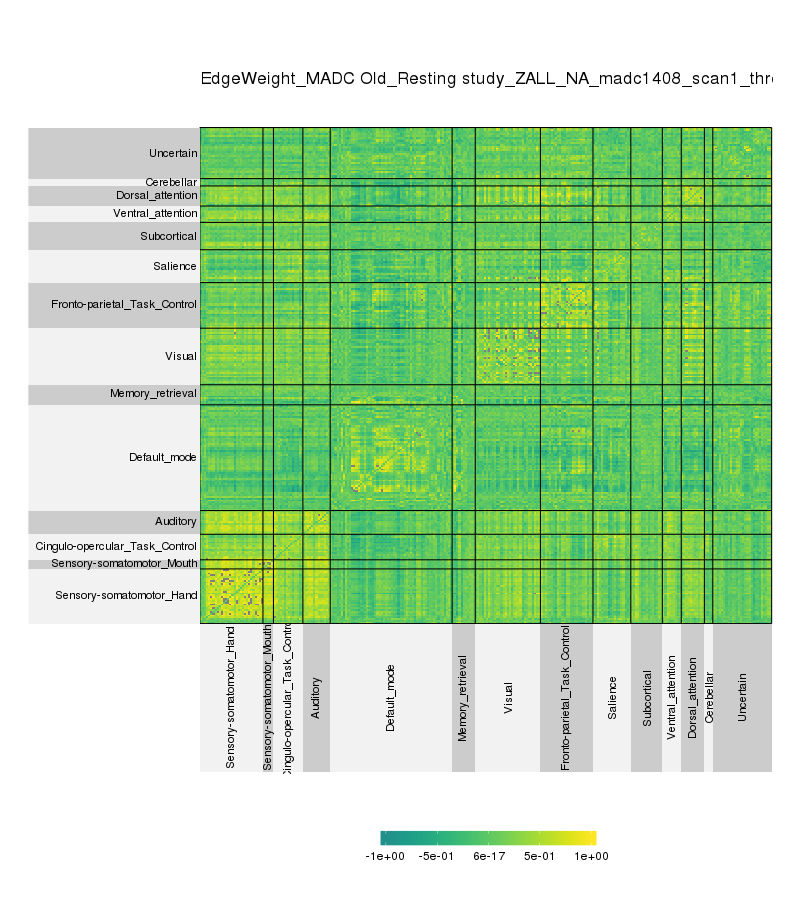 EdgeWeight_MADC Old_Resting study_ZALL_NA_madc1408_scan1_thr
Uncertain
Cerebellar
Dorsal_attention
Ventral_attention
Subcortical
Salience
Fronto-parietal_Task_Control
Visual
Memory_retrieval
Default_mode
Auditory
Cingulo-opercular_Task_Control
Sensory-somatomotor_Mouth
Sensory-somatomotor_Hand
Sensory-somatomotor_Hand
Sensory-somatomotor_Mouth
Cingulo-opercular_Task_Contro
Auditory
Default_mode
Memory_retrieval
Visual
Fronto-parietal_Task_Control
Salience
Subcortical
Ventral_attention
Dorsal_attention
Cerebellar
Uncertain
-1e+00 -5e-01 6e-17 5e-01 1e+00